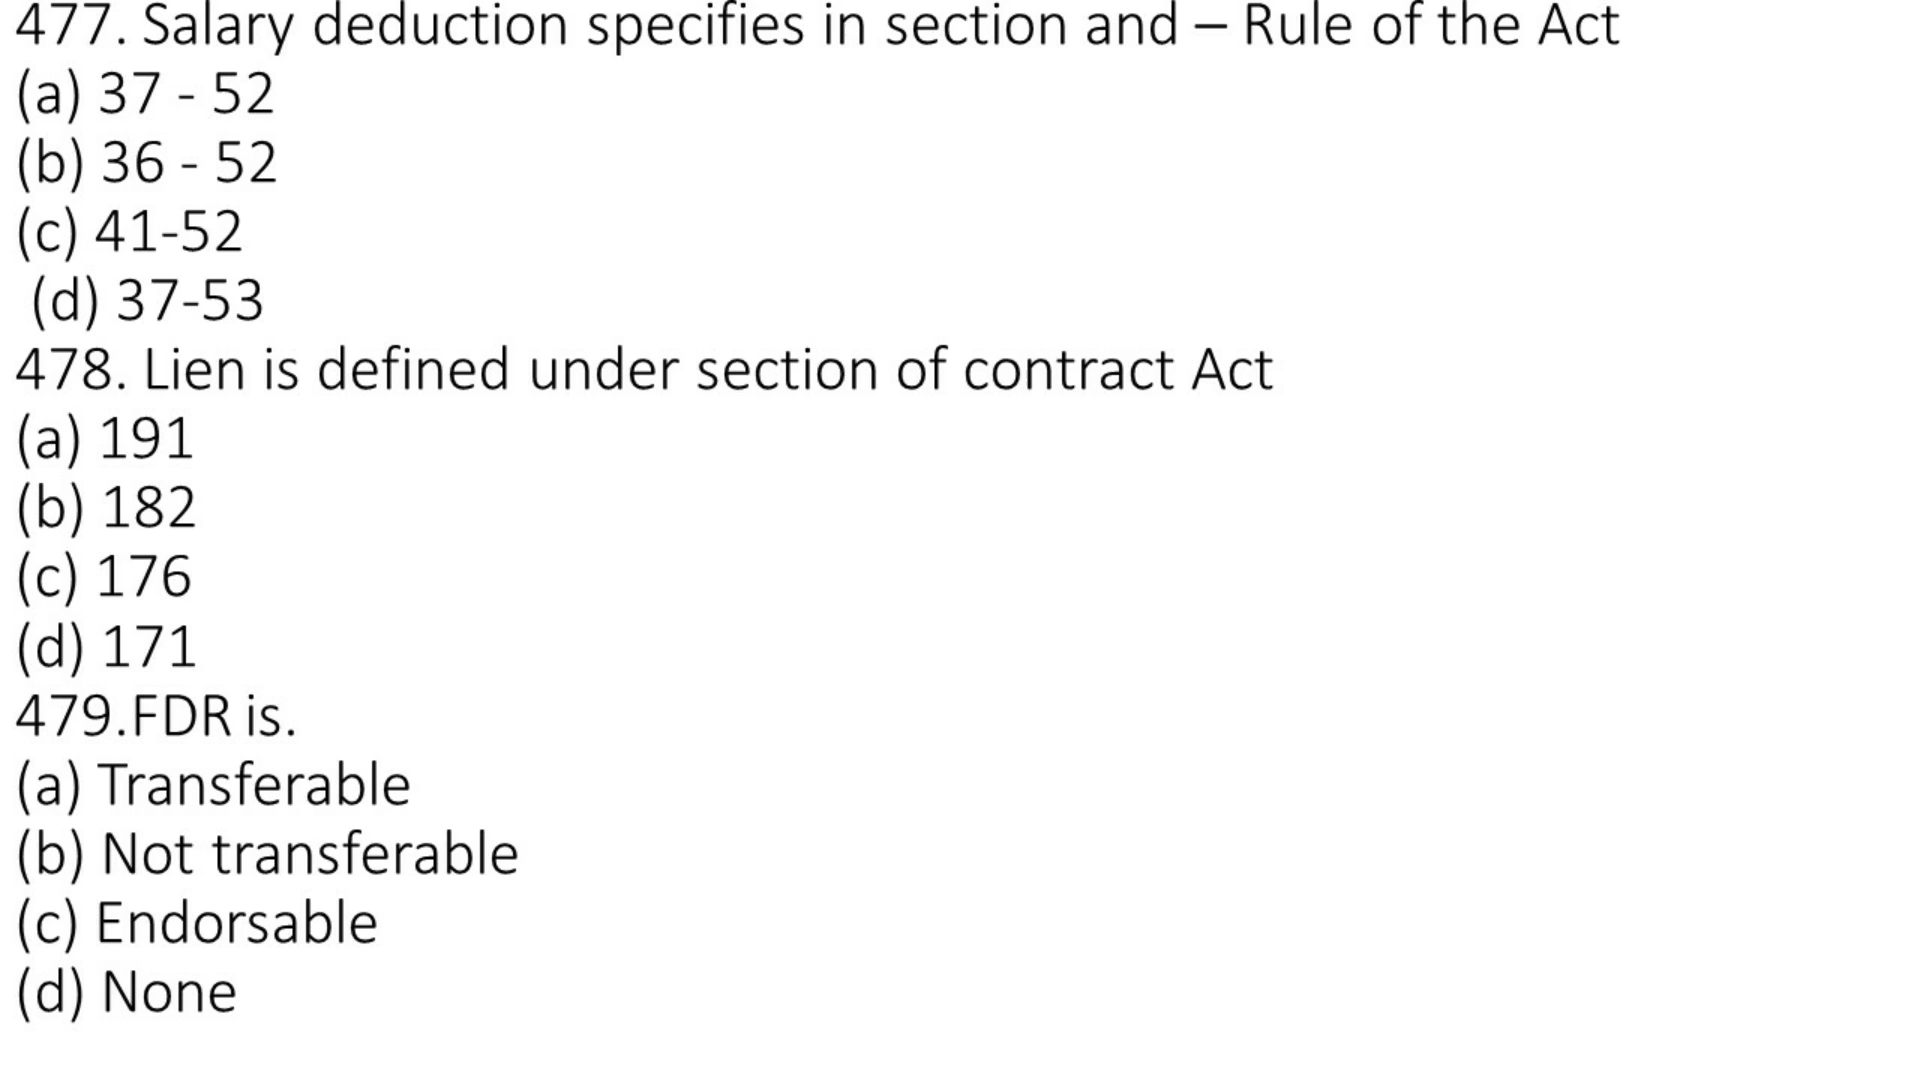 477. Salary deduction specifies in section and – Rule of the Act
(a) 37 - 52
(b) 36 - 52
(c) 41-52
(d) 37-53
478. Lien is defined under section of contract Act
(a) 191
(b) 182
(c) 176
(d) 171
479.FDR is.
(a) Transferable
(b) Not transferable
(c) Endorsable
(d) None